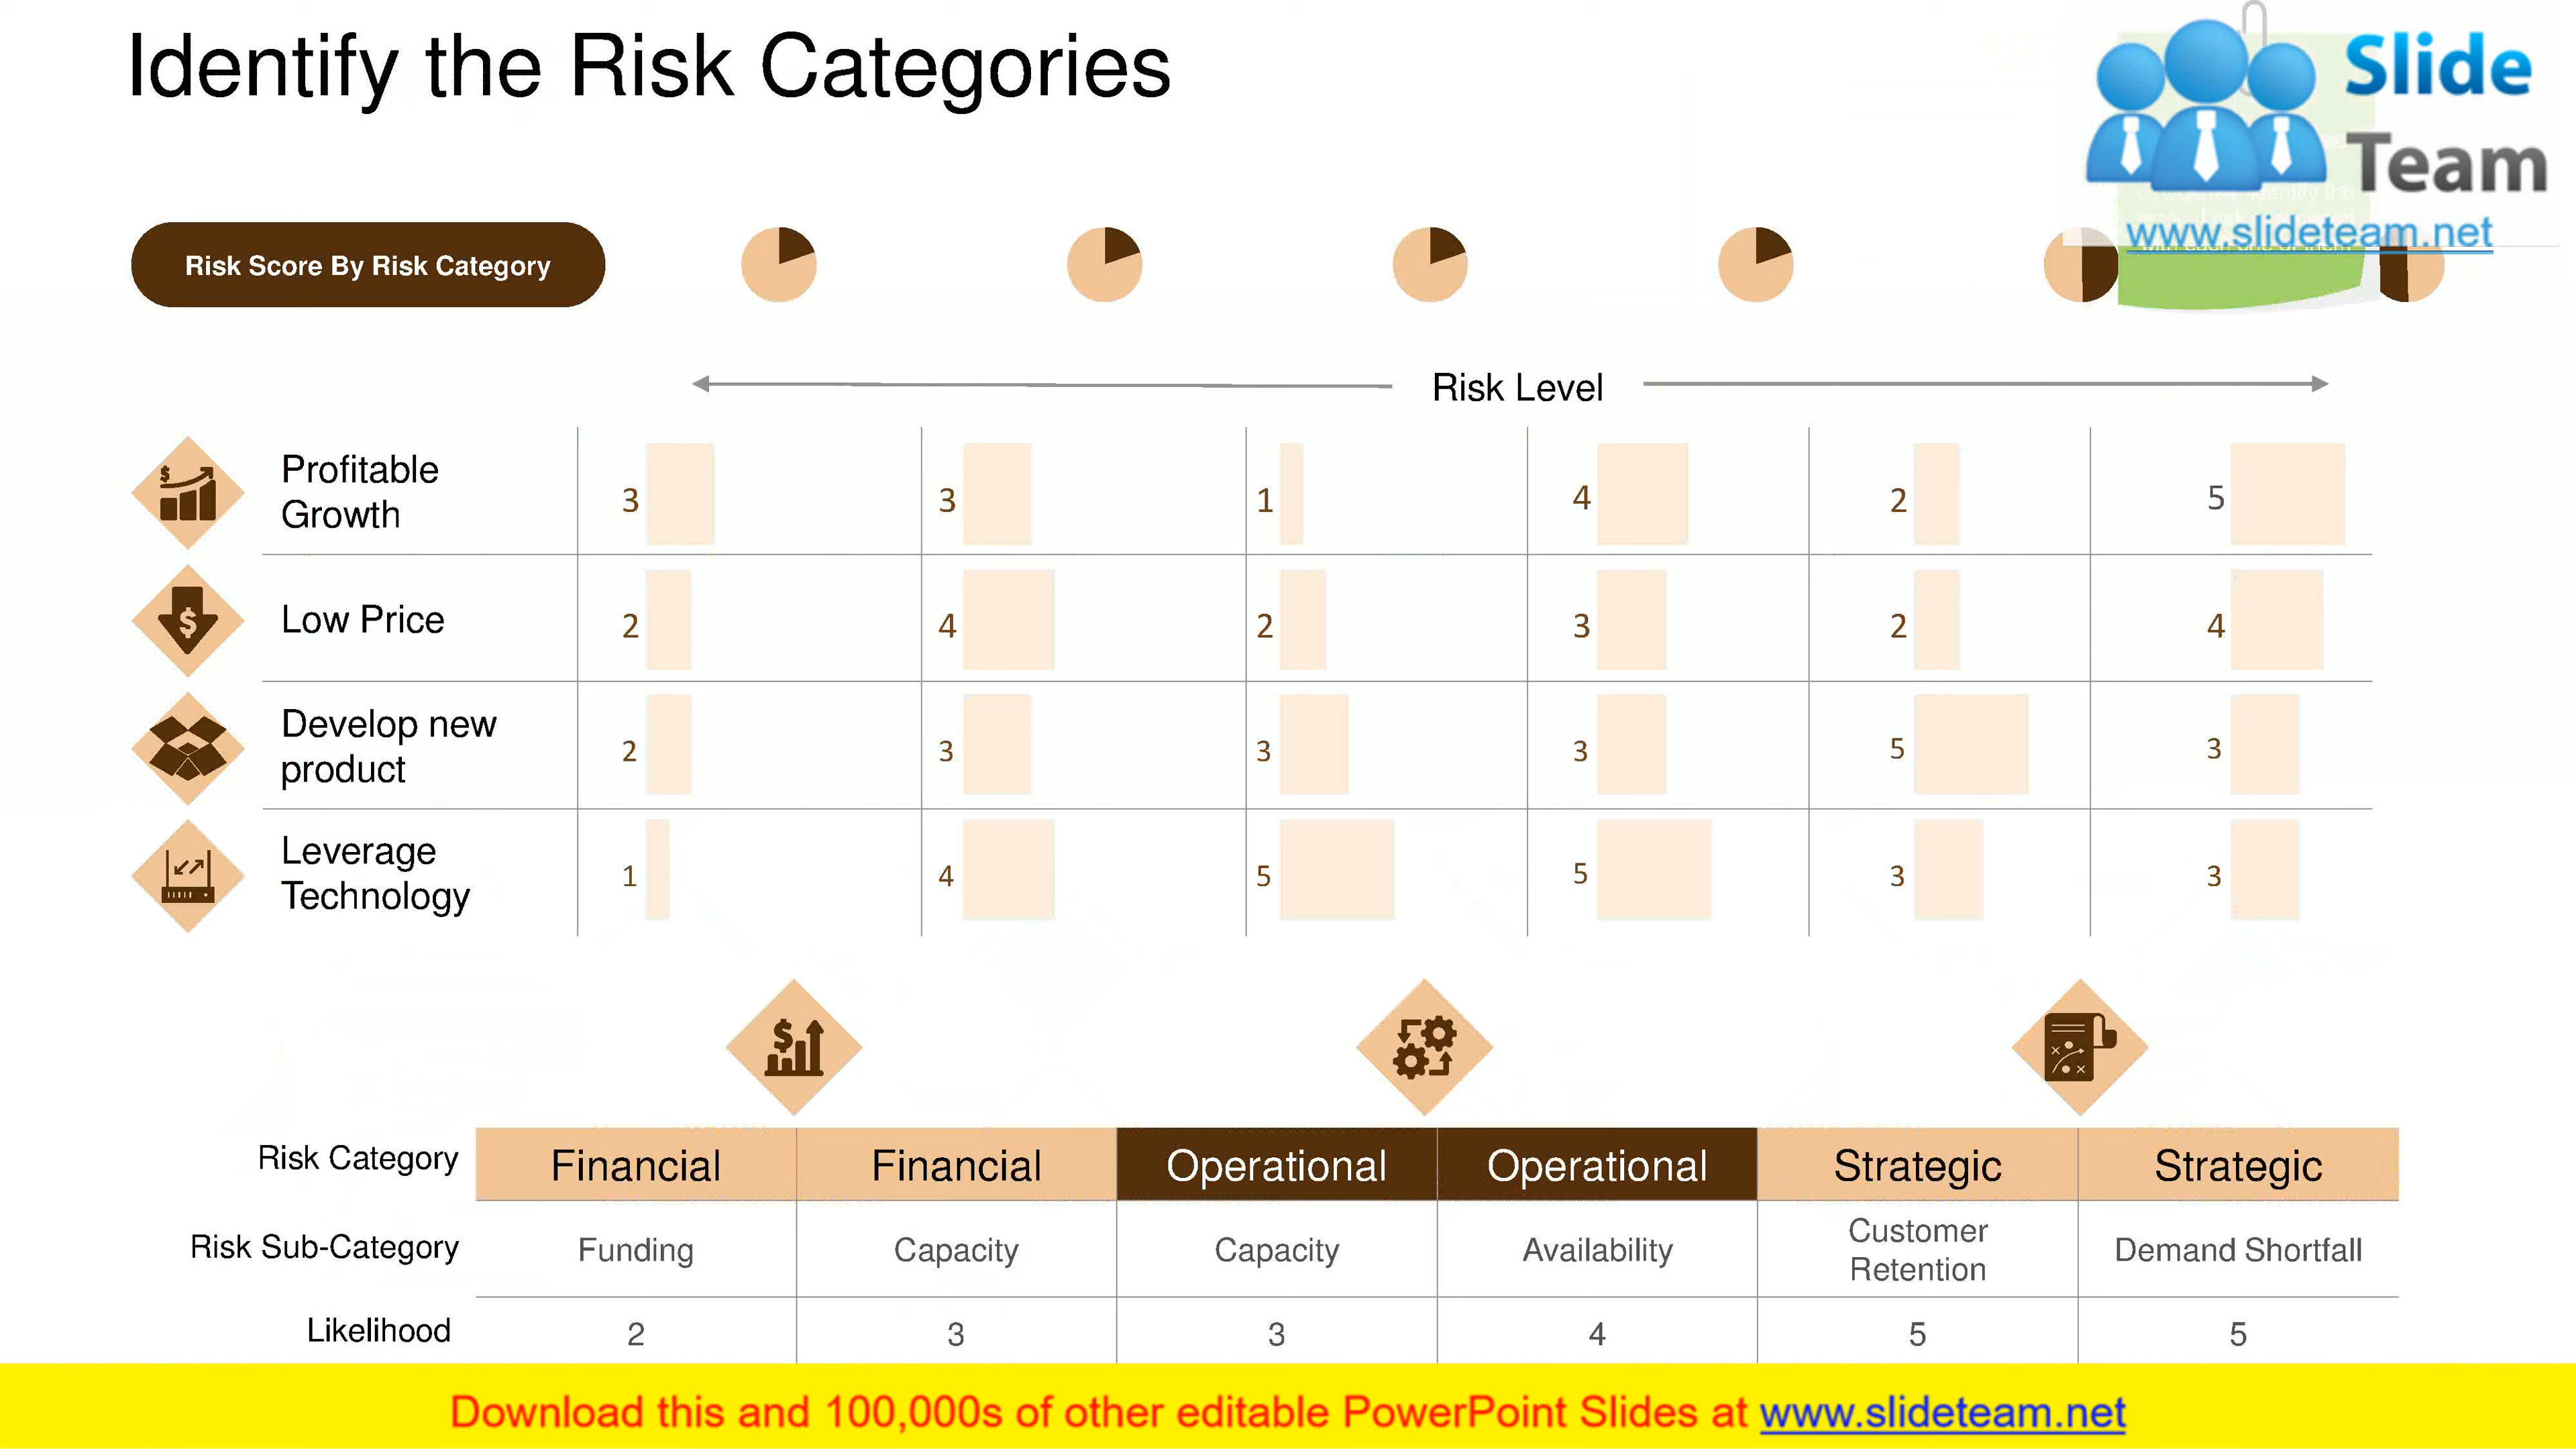 Identify the Risk Categories
Slide
Team
www.slideteam.net
Risk Score By Risk Category
Risk Level
Profitable
Growth
3 3 1 4 2 5
Low Price
2 4 2 3 2 4
Develop new
product
2 3 3 3 5 3
Leverage
Technology
1 4 5 5 3 3
Risk Category Financial Financial Operational Operational Strategic Strategic
Risk Sub-Category Funding Capacity Capacity Availability Customer Retention Demand Shortfall
Likelihood 2 3 3 4 5 5
Download this and 100,000s of other editable PowerPoint Slides at www.slideteam.net